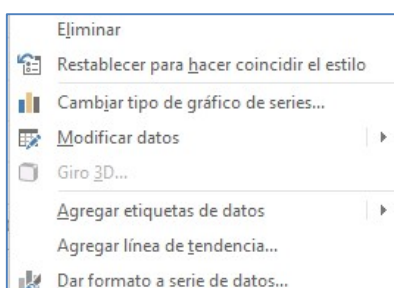 Eliminar
Restablecer para hacer coincidir el estilo
Cambiar tipo de gráfico de series...
Modificar datos
Giro 3D...
Agregar etiquetas de datos
Agregar línea de tendencia...
Dar formato a serie de datos...